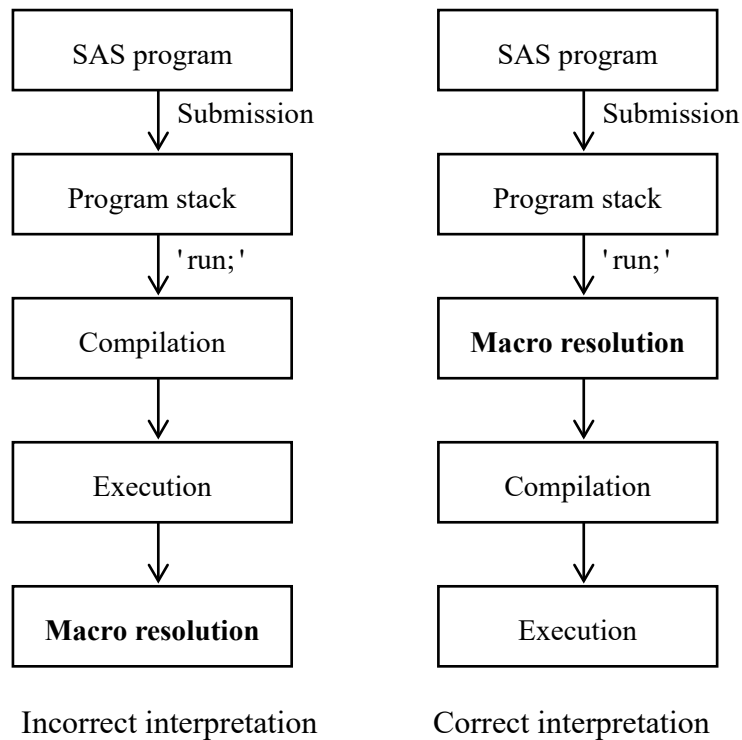 SAS program
Submission
Program stack
'run;'
Compilation
Execution
Macro resolution
Incorrect interpretation
SAS program
Submission
Program stack
'run;'
Macro resolution
Compilation
Execution
Correct interpretation